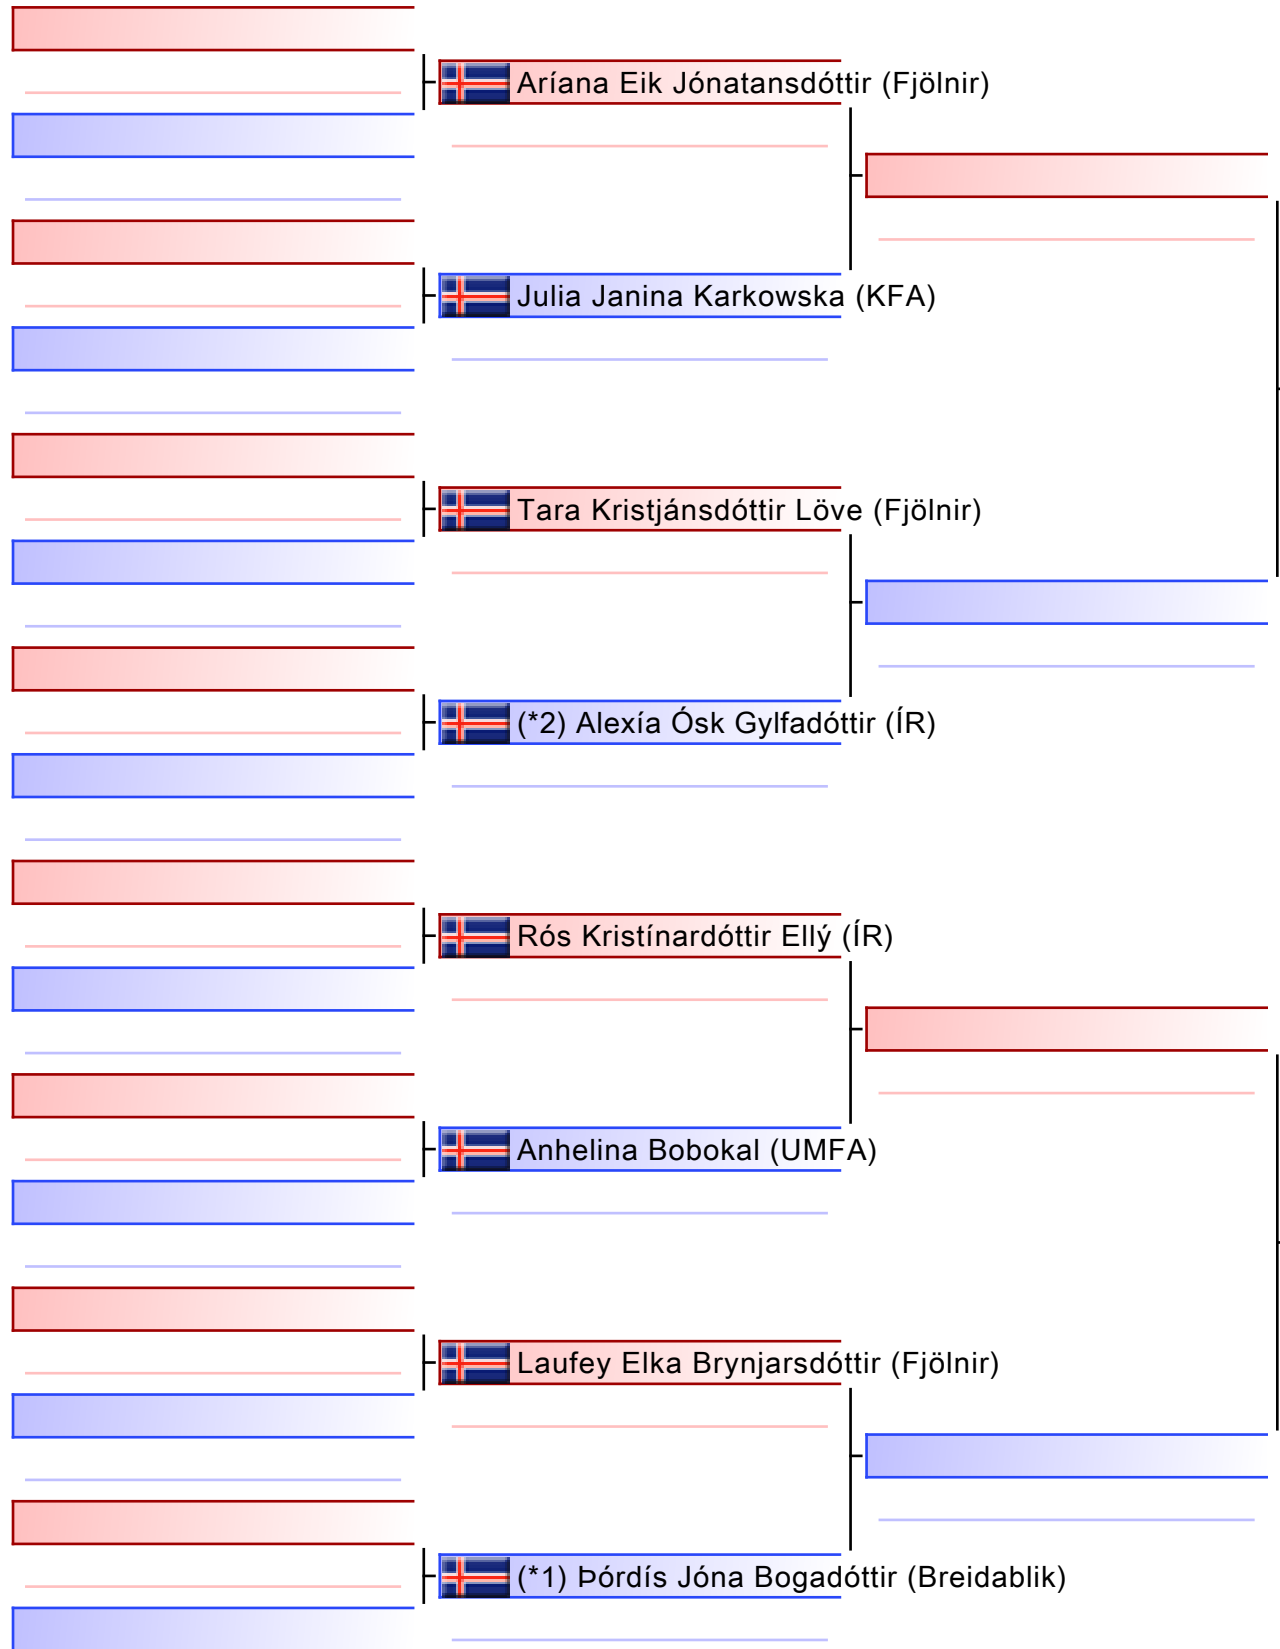 Aríana Eik Jónatansdóttir (Fjölnir)
Julia Janina Karkowska (KFA)
Tara Kristjánsdóttir Löve (Fjölnir)
(*2) Alexía Ósk Gylfadóttir (ÍR)
Rós Kristínardóttir Ellý (ÍR)
Anhelina Bobokal (UMFA)
Laufey Elka Brynjarsdóttir (Fjölnir)
(*1) Þórdís Jóna Bogadóttir (Breidablik)